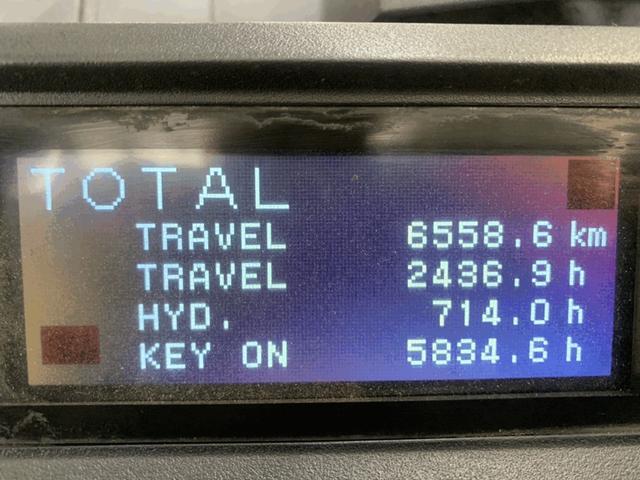 TOTAL
TRAVEL 6558.6 km
TRAVEL 2436.9 h
HYD. 714.0 h
KEY ON 5834.6 h